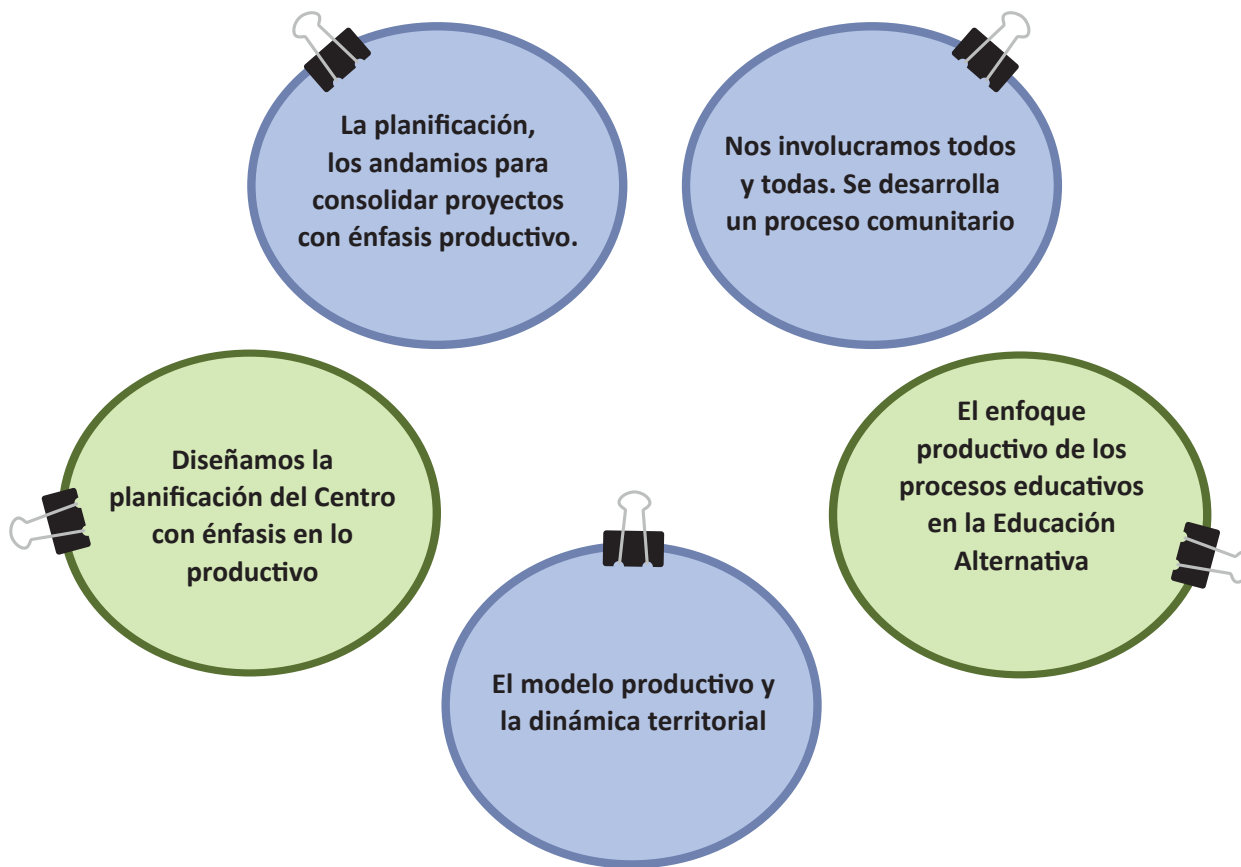 La planificación,
los andamios para
consolidar proyectos
con énfasis productivo.
Nos involucramos todos
y todas. Se desarrolla
un proceso comunitario
Diseñamos la
planificación del Centro
con énfasis en lo
productivo
El enfoque
productivo de los
procesos educativos
en la Educación
Alternativa
El modelo productivo y
la dinámica territorial